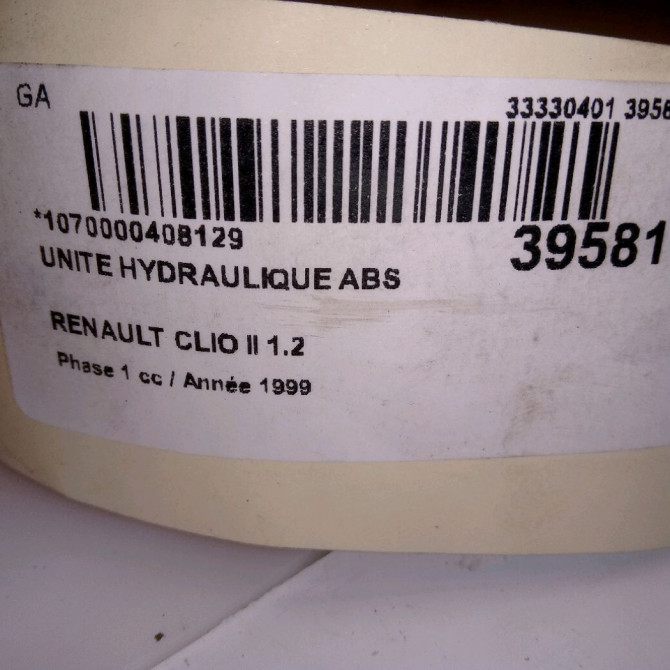 GA
33330401 3958
*1070000408129
39581
UNITE HYDRAULIQUE ABS
RENAULT CLIO II 1.2
Phase 1 cc / Année 1999